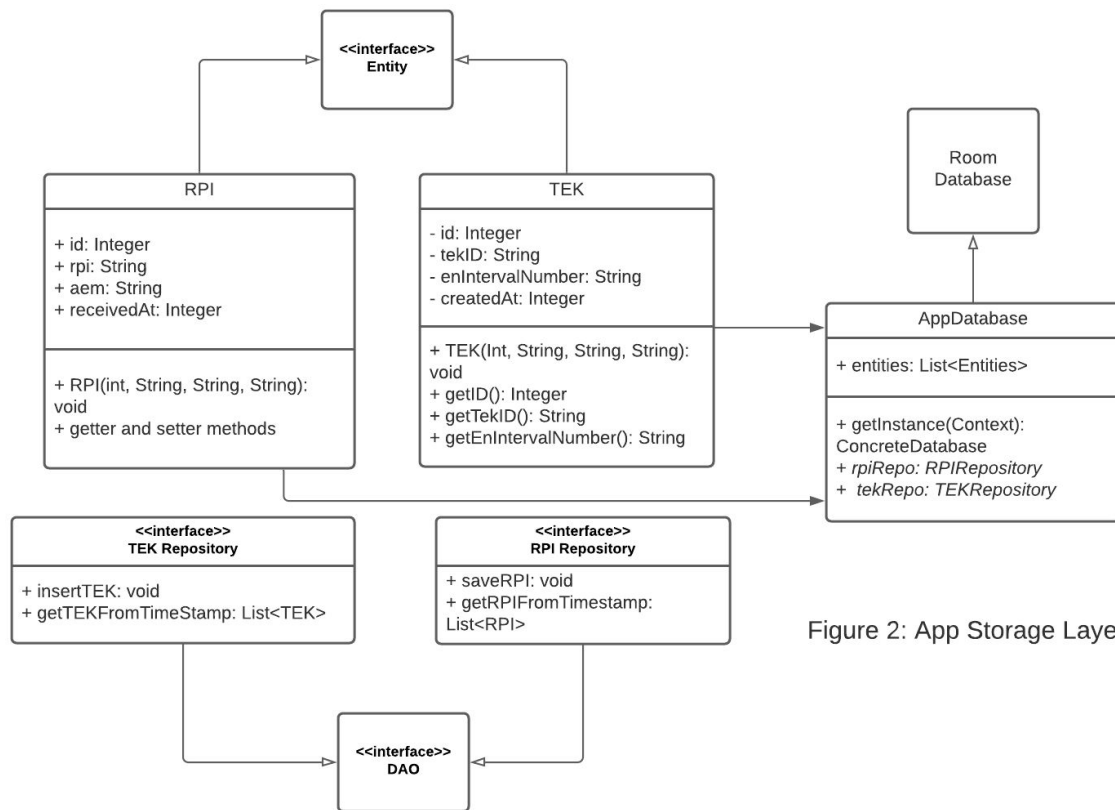 <<interface>>
Entity
RPI
+ id: Integer
+ rpi: String
+ aem: String
+ receivedAt: Integer
+ RPI(int, String, String, String):
void
+ getter and setter methods
TEK
- id: Integer
- tekID: String
- enIntervalNumber: String
- createdAt: Integer
+ TEK(Int, String, String, String):
void
+ getID(): Integer
+ getTekID(): String
+ getEnIntervalNumber(): String
Room
Database
AppDatabase
+ entities: List<Entities>
+ getInstance(Context):
ConcreteDatabase
+ rpiRepo: RPIRepository
+ tekRepo: TEKRepository
<<interface>>
TEK Repository
+ insertTEK: void
+ getTEKFromTimeStamp: List<TEK>
<<interface>>
RPI Repository
+ saveRPI: void
+ getRPIFromTimestamp:
List<RPI>
Figure 2: App Storage Laye
<<interface>>
DAO